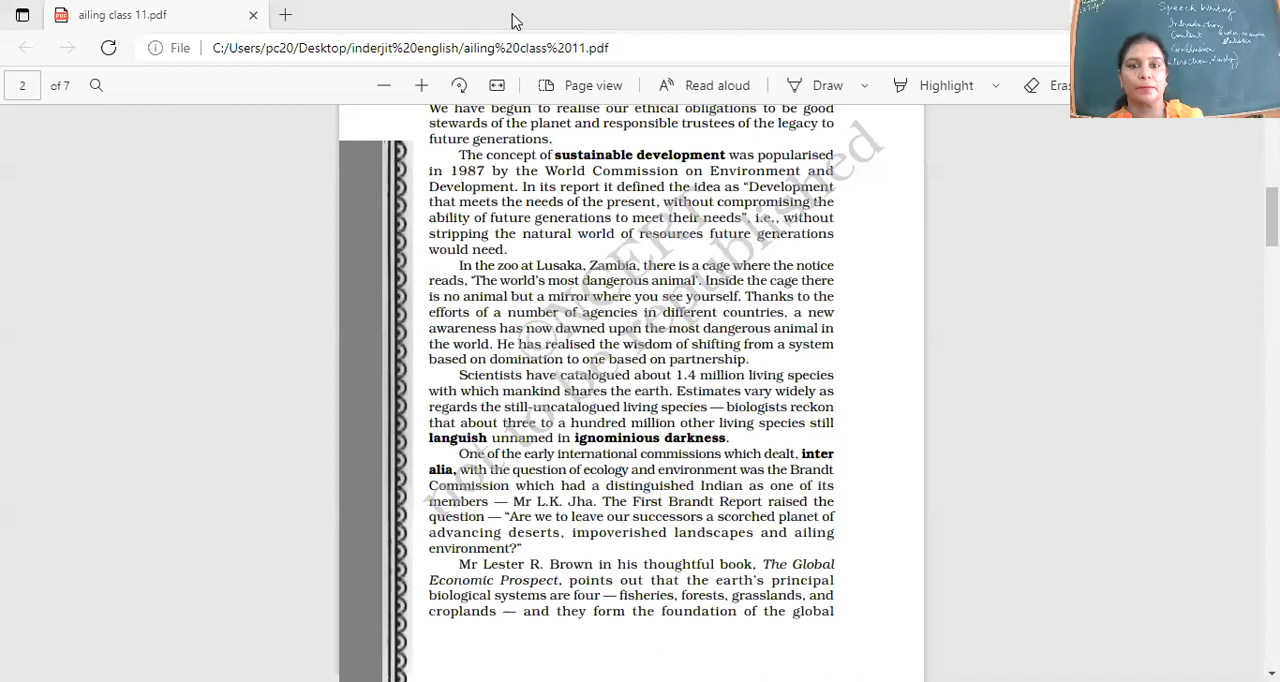 ailing class 11.pdf
File
C:/Users/pc20/Desktop/inderjit%20english/ailing%20class%2011.pdf
2
of 7
Page view
Read aloud
Draw
Highlight
Eras
Speech Writing
Introduction
Content
Conclusion
We have begun to realise our ethical obligations to be good
stewards of the planet and responsible trustees of the legacy to
future generations.
The concept of sustainable development was popularised
in 1987 by the World Commission on Environment and
Development. In its report it defined the idea as “Development
that meets the needs of the present, without compromising the
ability of future generations to meet their needs”, i.e., without
stripping the natural world of resources future generations
would need.
In the zoo at Lusaka, Zambia, there is a cage where the notice
reads, ‘The world’s most dangerous animal’. Inside the cage there
is no animal but a mirror where you see yourself. Thanks to the
efforts of a number of agencies in different countries, a new
awareness has now dawned upon the most dangerous animal in
the world. He has realised the wisdom of shifting from a system
based on domination to one based on partnership.
Scientists have catalogued about 1.4 million living species
with which mankind shares the earth. Estimates vary widely as
regards the still-uncatalogued living species — biologists reckon
that about three to a hundred million other living species still
languish unnamed in ignominious darkness.
One of the early international commissions which dealt, inter
alia, with the question of ecology and environment was the Brandt
Commission which had a distinguished Indian as one of its
members — Mr L.K. Jha. The First Brandt Report raised the
question — “Are we to leave our successors a scorched planet of
advancing deserts, impoverished landscapes and ailing
environment?”
Mr Lester R. Brown in his thoughtful book, The Global
Economic Prospect, points out that the earth’s principal
biological systems are four — fisheries, forests, grasslands, and
croplands — and they form the foundation of the global
©NCERT
not to be republished